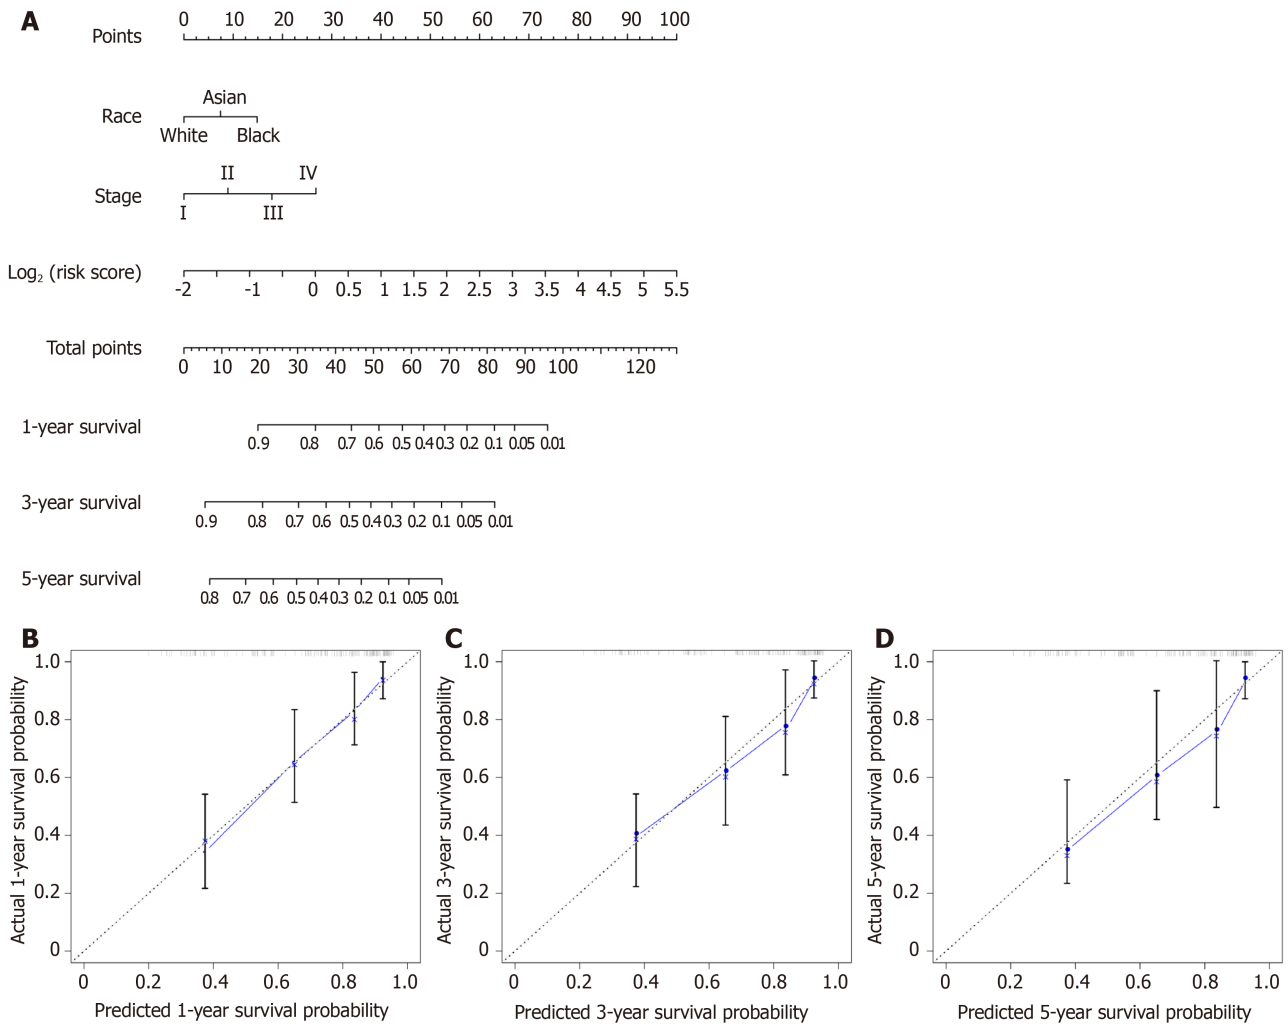 A
Points
0 10 20 30 40 50 60 70 80 90 100
Asian
Race
White Black
II IV
Stage
I III
Log₂ (risk score)
-2 -1 0 0.5 1 1.5 2 2.5 3 3.5 4 4.5 5 5.5
Total points
0 10 20 30 40 50 60 70 80 90 100 120
1-year survival
0.9 0.8 0.7 0.6 0.5 0.4 0.3 0.2 0.1 0.05 0.01
3-year survival
0.9 0.8 0.7 0.6 0.5 0.4 0.3 0.2 0.1 0.05 0.01
5-year survival
0.8 0.7 0.6 0.5 0.4 0.3 0.2 0.1 0.05 0.01
B
Actual 1-year survival probability
1.0
0.8
0.6
0.4
0.2
0
0 0.2 0.4 0.6 0.8 1.0
Predicted 1-year survival probability
C
Actual 3-year survival probability
1.0
0.8
0.6
0.4
0.2
0
0 0.2 0.4 0.6 0.8 1.0
Predicted 3-year survival probability
D
Actual 5-year survival probability
1.0
0.8
0.6
0.4
0.2
0
0 0.2 0.4 0.6 0.8 1.0
Predicted 5-year survival probability